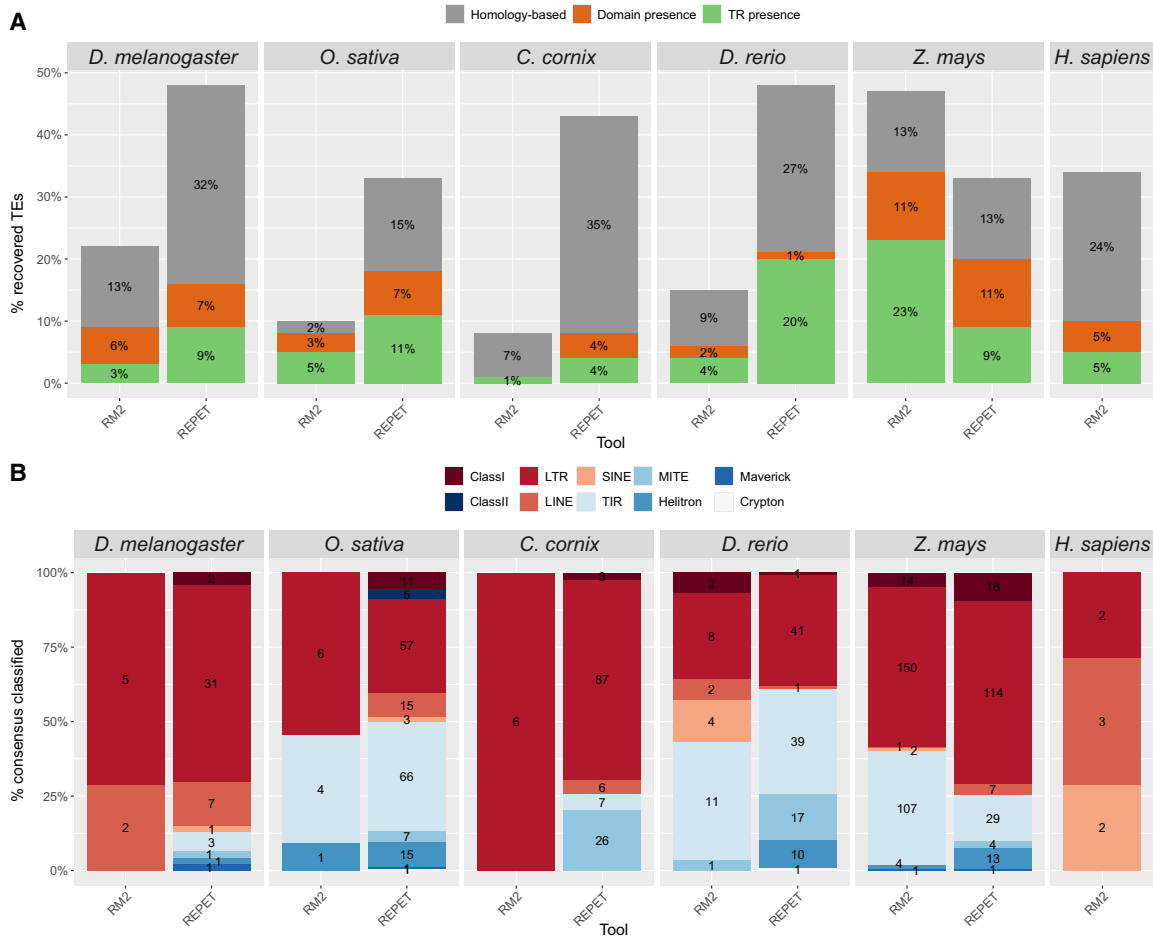 A
Homology-based Domain presence TR presence
D. melanogaster O. sativa C. cornix D. rerio Z. mays H. sapiens
% recovered TEs
50%
40%
30%
20%
10%
0%
13% 6% 3%
32% 7% 9%
2% 3% 5%
15% 7% 11%
7% 1%
35% 4% 4%
9% 2% 4%
27% 1% 20%
13% 11% 23%
13% 11% 9%
24% 5% 5%
RM2 REPET RM2 REPET RM2 REPET RM2 REPET RM2 REPET RM2
Tool
B
ClassI LTR SINE MITE Maverick
ClassII LINE TIR Helitron Crypton
D. melanogaster O. sativa C. cornix D. rerio Z. mays H. sapiens
% consensus classified
100%
75%
50%
25%
0%
5 2
2 31 7 1 3 1 1 1
6 4 1
11 5 57 15 3 66 7 15 1
6
3 87 6 7 26
2 8 2 4 11 1
1 41 1 39 17 10 1
14 150 1 2 107 4 1
18 114 7 29 4 13 1
2 3 2
RM2 REPET RM2 REPET RM2 REPET RM2 REPET RM2 REPET RM2
Tool